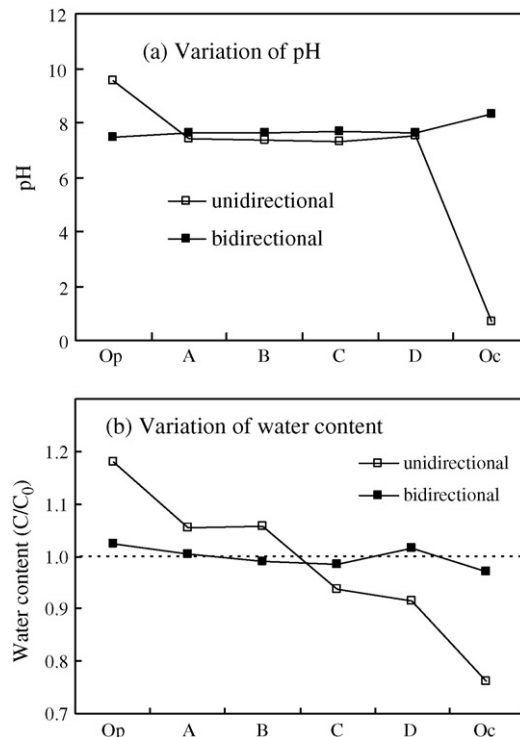 12
(a) Variation of pH
10
8
pH
6
unidirectional
bidirectional
4
2
0
Op A B C D Oc
(b) Variation of water content
1.2
unidirectional
bidirectional
1.1
Water content (C/C₀)
1.0
0.9
0.8
0.7
Op A B C D Oc